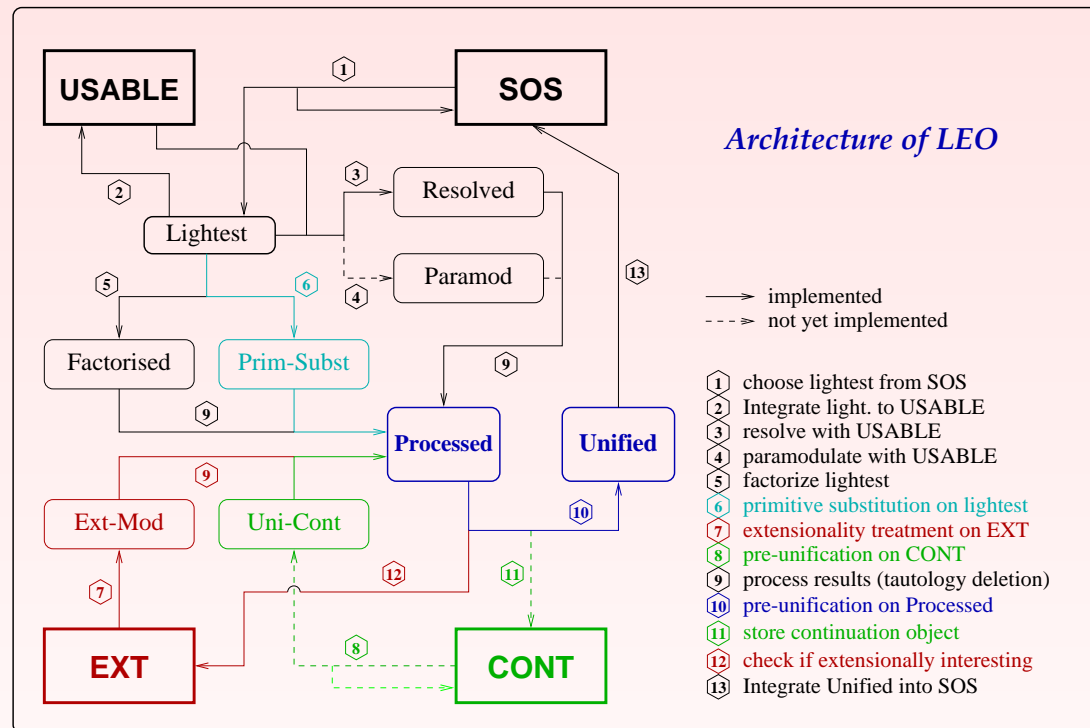 USABLE
SOS
1
Architecture of LEO
2
3
Resolved
Lightest
Paramod
4
13
5
6
implemented
not yet implemented
Factorised
Prim-Subst
9
9
Processed
Unified
9
Ext-Mod
Uni-Cont
10
12
11
7
8
EXT
CONT
1 choose lightest from SOS
2 Integrate light. to USABLE
3 resolve with USABLE
4 paramodulate with USABLE
5 factorize lightest
6 primitive substitution on lightest
7 extensionality treatment on EXT
8 pre-unification on CONT
9 process results (tautology deletion)
10 pre-unification on Processed
11 store continuation object
12 check if extensionally interesting
13 Integrate Unified into SOS